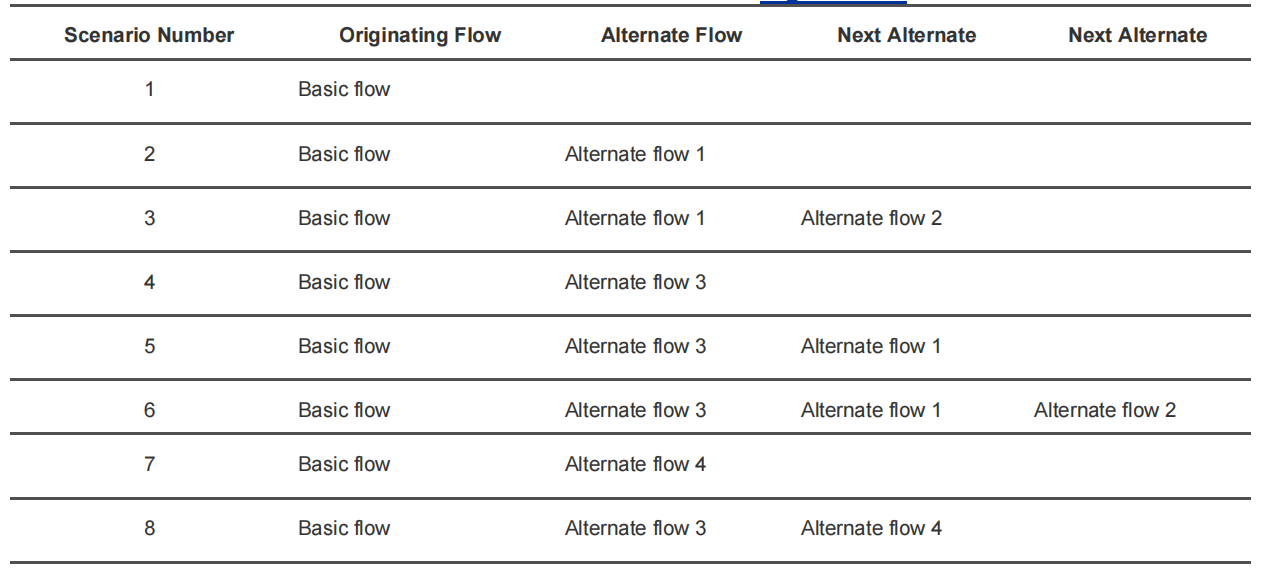 Scenario Number Originating Flow Alternate Flow Next Alternate Next Alternate
1 Basic flow
2 Basic flow Alternate flow 1
3 Basic flow Alternate flow 1 Alternate flow 2
4 Basic flow Alternate flow 3
5 Basic flow Alternate flow 3 Alternate flow 1
6 Basic flow Alternate flow 3 Alternate flow 1 Alternate flow 2
7 Basic flow Alternate flow 4
8 Basic flow Alternate flow 3 Alternate flow 4